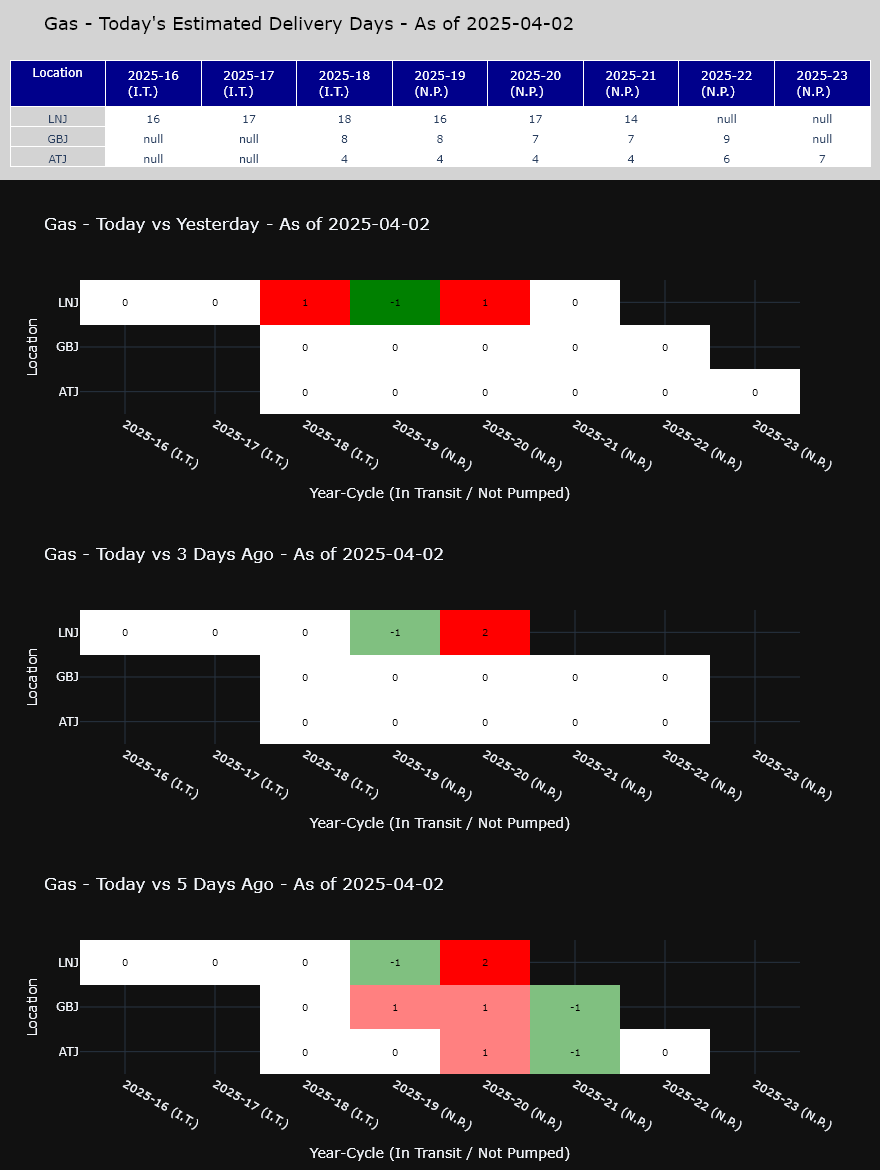 Gas - Today's Estimated Delivery Days - As of 2025-04-02
Location 2025-16 (I.T.) 2025-17 (I.T.) 2025-18 (I.T.) 2025-19 (N.P.) 2025-20 (N.P.) 2025-21 (N.P.) 2025-22 (N.P.) 2025-23 (N.P.)
LNJ 16 17 18 16 17 14 null null
GBJ null null 8 8 7 7 9 null
ATJ null null 4 4 4 4 6 7
Gas - Today vs Yesterday - As of 2025-04-02
Location
LNJ 0 0 1 -1 1 0
GBJ 0 0 0 0 0
ATJ 0 0 0 0 0 0
2025-16 (I.T.) 2025-17 (I.T.) 2025-18 (I.T.) 2025-19 (N.P.) 2025-20 (N.P.) 2025-21 (N.P.) 2025-22 (N.P.) 2025-23 (N.P.)
Year-Cycle (In Transit / Not Pumped)
Gas - Today vs 3 Days Ago - As of 2025-04-02
Location
LNJ 0 0 0 -1 2
GBJ 0 0 0 0 0
ATJ 0 0 0 0 0
2025-16 (I.T.) 2025-17 (I.T.) 2025-18 (I.T.) 2025-19 (N.P.) 2025-20 (N.P.) 2025-21 (N.P.) 2025-22 (N.P.) 2025-23 (N.P.)
Year-Cycle (In Transit / Not Pumped)
Gas - Today vs 5 Days Ago - As of 2025-04-02
Location
LNJ 0 0 0 -1 2
GBJ 0 1 1 -1
ATJ 0 0 1 -1 0
2025-16 (I.T.) 2025-17 (I.T.) 2025-18 (I.T.) 2025-19 (N.P.) 2025-20 (N.P.) 2025-21 (N.P.) 2025-22 (N.P.) 2025-23 (N.P.)
Year-Cycle (In Transit / Not Pumped)